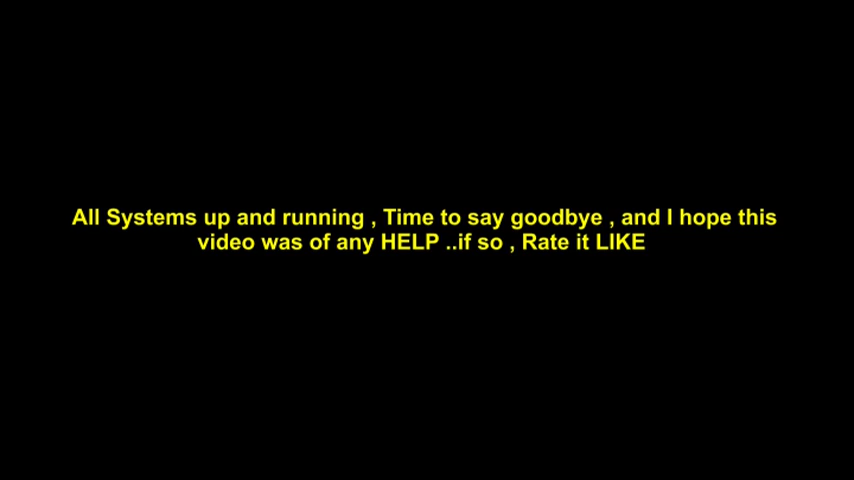 All Systems up and running , Time to say goodbye , and I hope this
video was of any HELP ..if so , Rate it LIKE